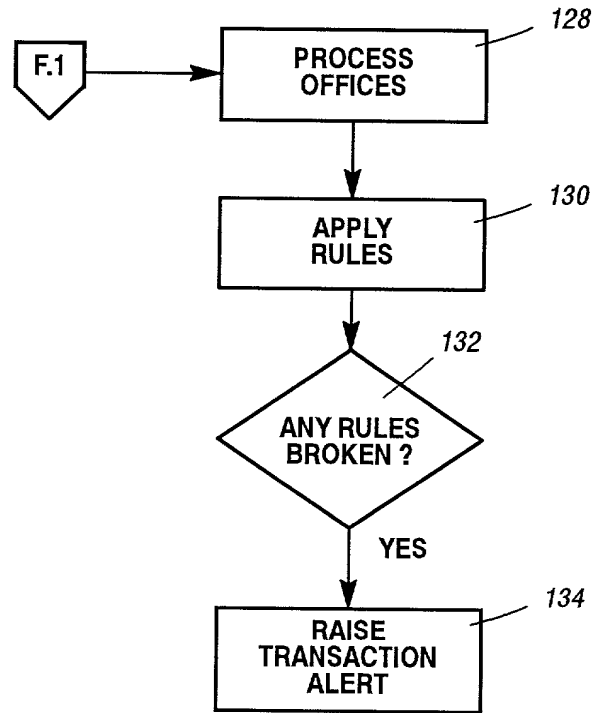 128
F.1
PROCESS
OFFICES
130
APPLY
RULES
132
ANY RULES
BROKEN ?
YES
134
RAISE
TRANSACTION
ALERT